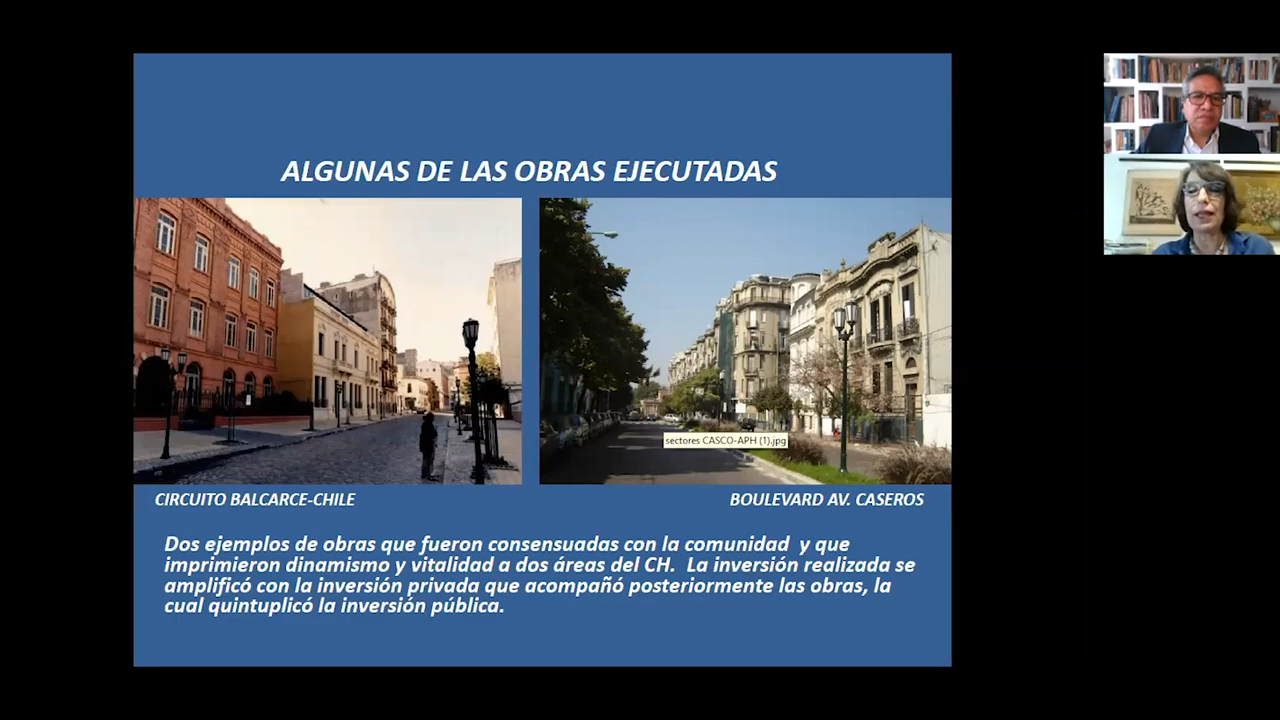 ALGUNAS DE LAS OBRAS EJECUTADAS
sectores CASCO-APH (1).jpg
CIRCUITO BALCARCE-CHILE
BOULEVARD AV. CASEROS
Dos ejemplos de obras que fueron consensuadas con la comunidad y que
imprimieron dinamismo y vitalidad a dos áreas del CH. La inversión realizada se
amplificó con la inversión privada que acompañó posteriormente las obras, la
cual quintuplicó la inversión pública.